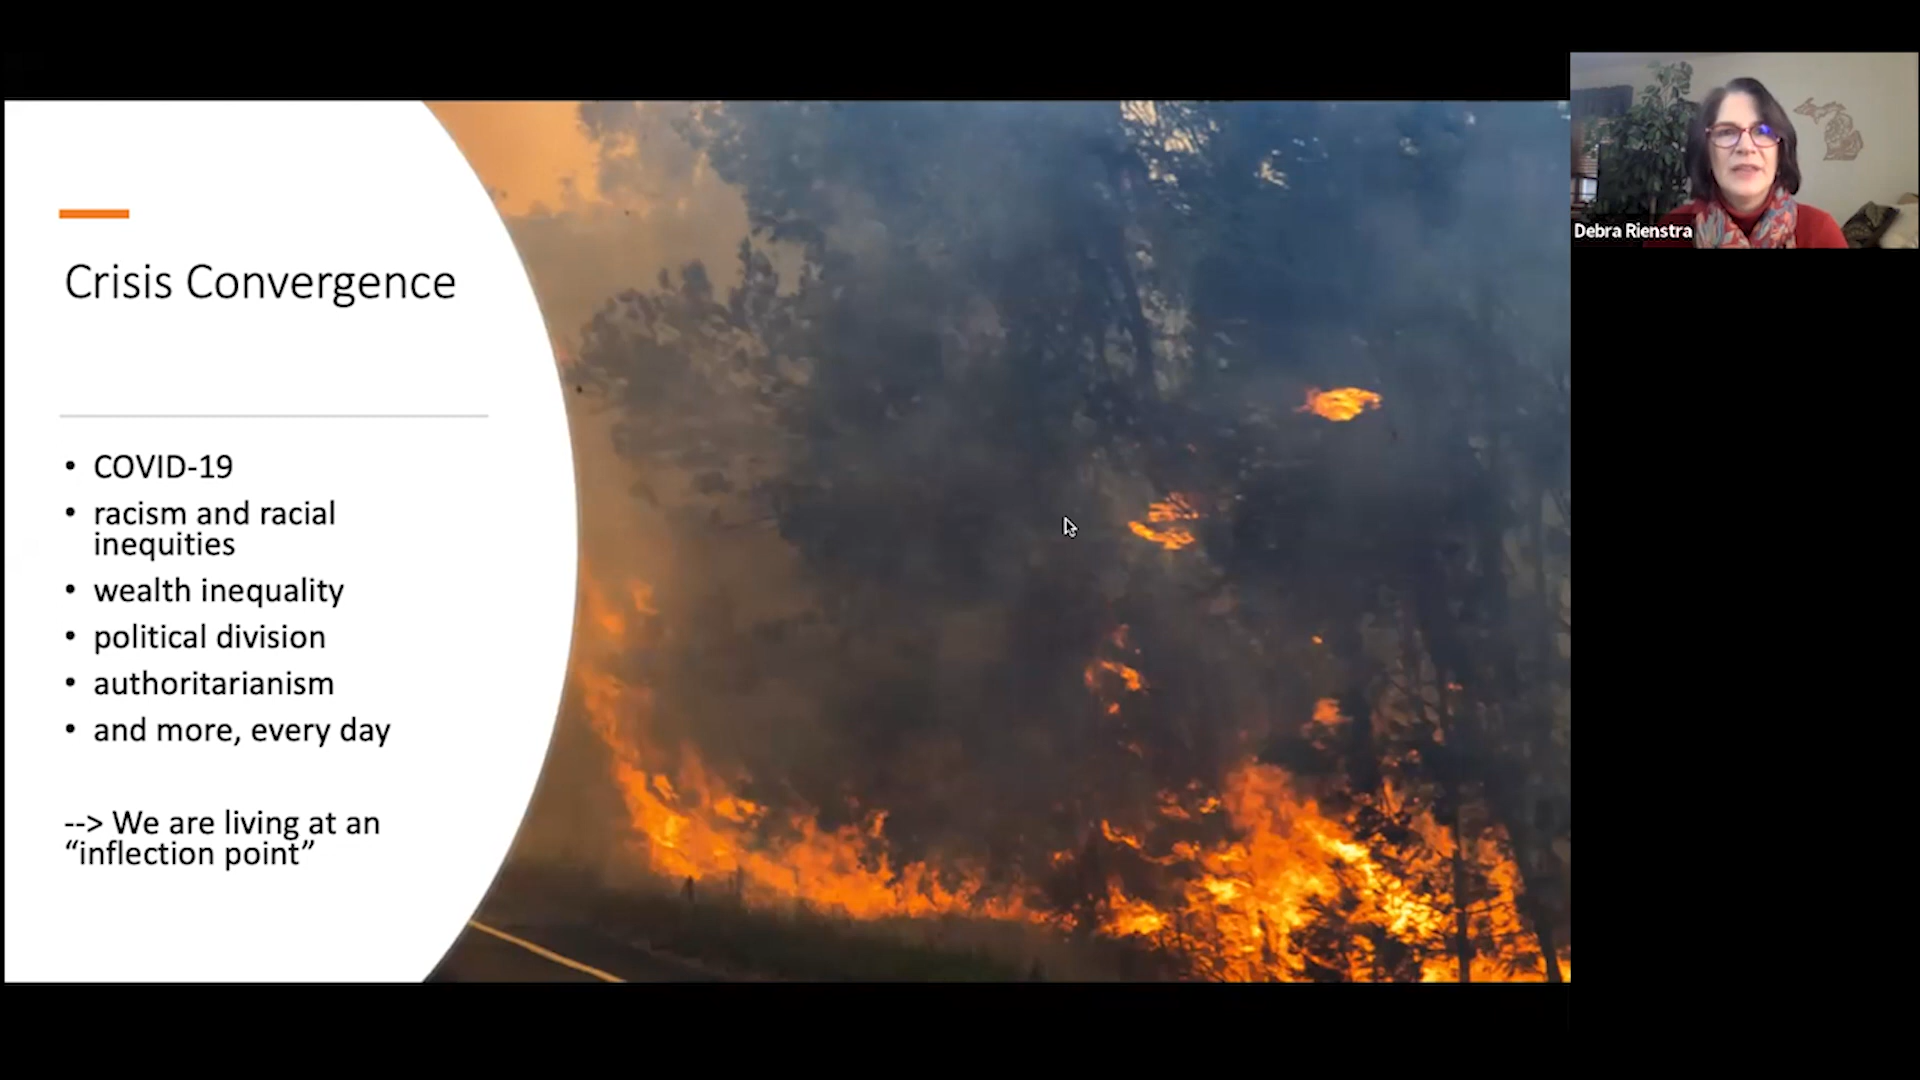 Crisis Convergence
• COVID-19
• racism and racial
inequities
• wealth inequality
• political division
• authoritarianism
• and more, every day
--> We are living at an
“inflection point”
Debra Rienstra